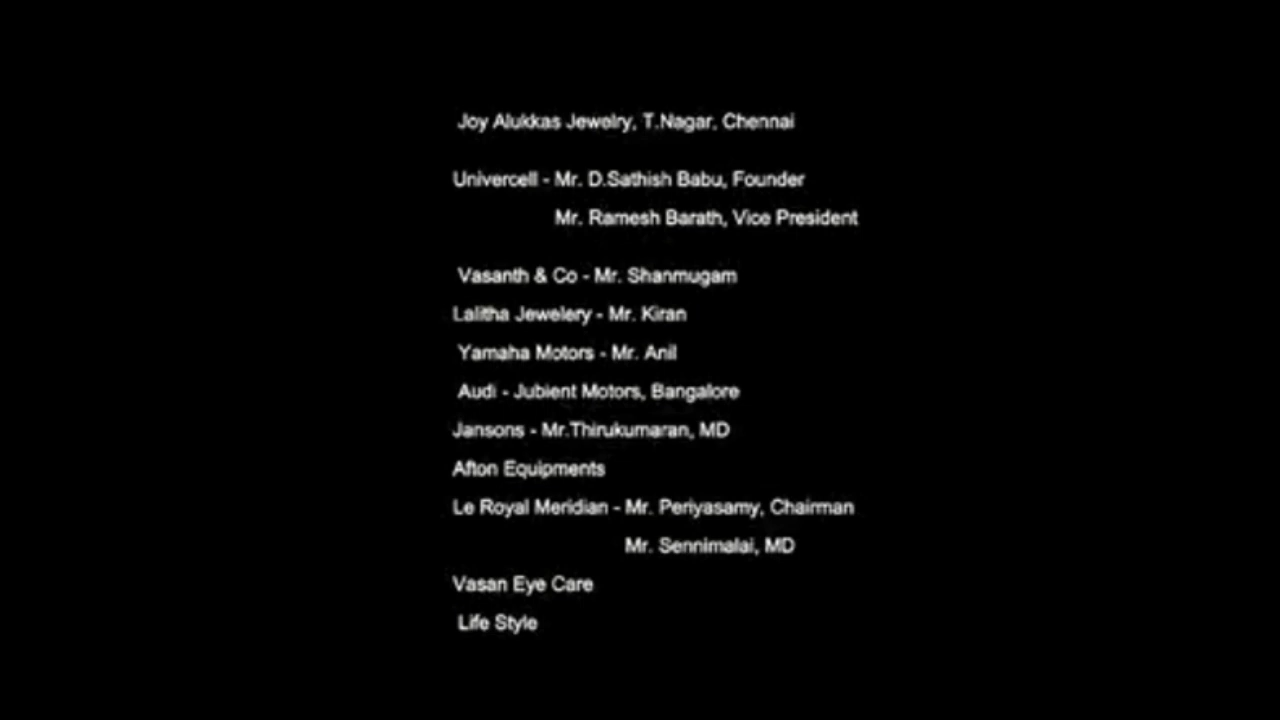 Joy Alukkas Jewelry, T.Nagar, Chennai
Univercell - Mr. D.Sathish Babu, Founder
Mr. Ramesh Barath, Vice President
Vasanth & Co - Mr. Shanmugam
Lalitha Jewelery - Mr. Kiran
Yamaha Motors - Mr. Anil
Audi - Jubient Motors, Bangalore
Jansons - Mr.Thirukumaran, MD
Afton Equipments
Le Royal Meridian - Mr. Periyasamy, Chairman
Mr. Sennimalai, MD
Vasan Eye Care
Life Style